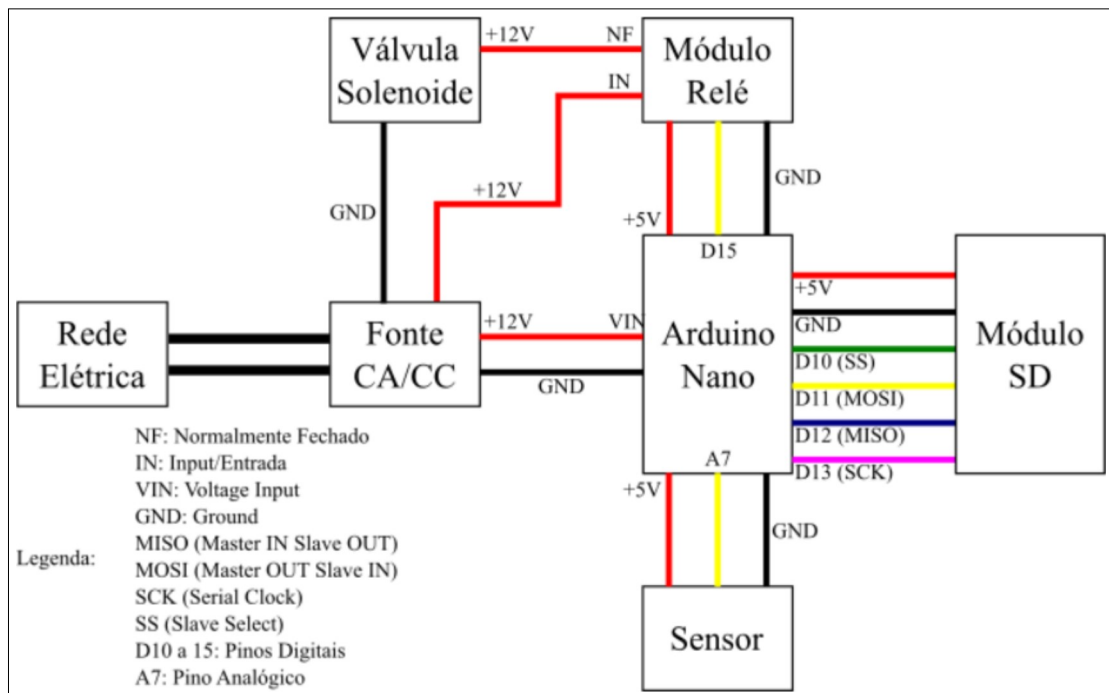 +12V
NF
Válvula
Solenoide
Módulo
Relé
IN
+12V
GND
GND
+5V
D15
Rede
Elétrica
Fonte
CA/CC
+12V
VIN
GND
Arduino
Nano
+5V
GND
D10 (SS)
D11 (MOSI)
D12 (MISO)
D13 (SCK)
Módulo
SD
A7
+5V
GND
Sensor
Legenda:
NF: Normalmente Fechado
IN: Input/Entrada
VIN: Voltage Input
GND: Ground
MISO (Master IN Slave OUT)
MOSI (Master OUT Slave IN)
SCK (Serial Clock)
SS (Slave Select)
D10 a 15: Pinos Digitais
A7: Pino Analógico